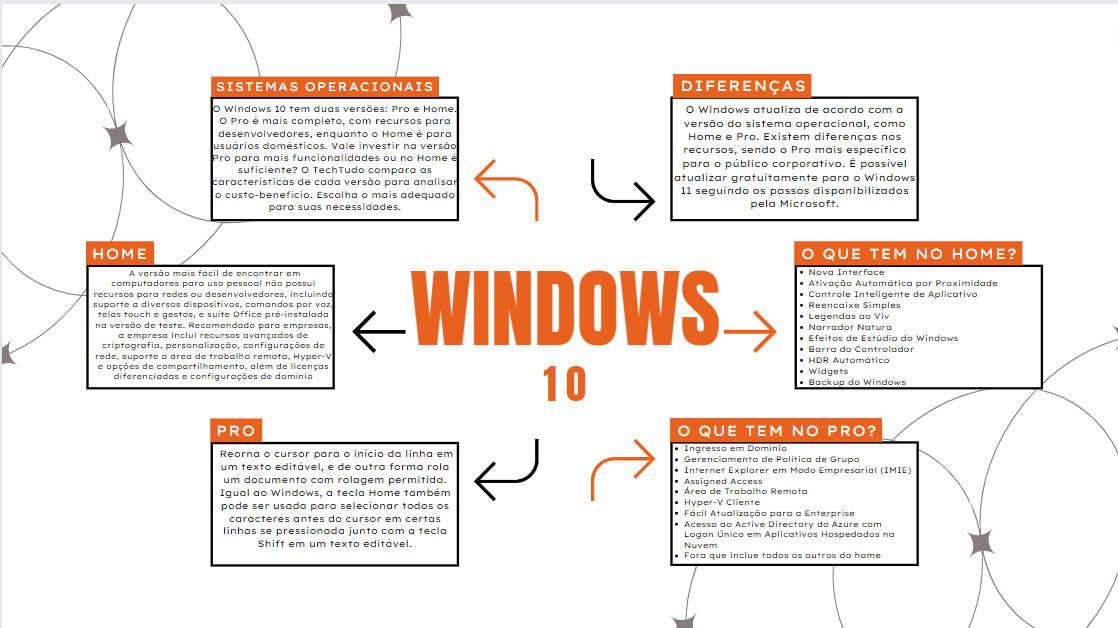 SISTEMAS OPERACIONAIS
O Windows 10 tem duas versões: Pro e Home.
O Pro é mais completo, com recursos para
desenvolvedores, enquanto o Home é para
usuários domésticos. Vale investir na versão
Pro para mais funcionalidades ou no Home é
suficiente? O TechTudo compara as
características de cada versão para analisar
o custo-benefício. Escolha o mais adequado
para suas necessidades.
DIFERENÇAS
O Windows atualiza de acordo com a
versão do sistema operacional, como
Home e Pro. Existem diferenças nos
recursos, sendo o Pro mais específico
para o público corporativo. É possível
atualizar gratuitamente para o Windows
11 seguindo os passos disponibilizados
pela Microsoft.
HOME
A versão mais fácil de encontrar em
computadores para uso pessoal não possui
recursos para redes ou desenvolvedores, incluindo
suporte a diversos dispositivos, comandos por voz,
telas touch e gestos, e suíte Office pré-instalada
na versão de teste. Recomendado para empresas,
a empresa inclui recursos avançados de
criptografia, personalização, configurações de
rede, suporte a área de trabalho remota, Hyper-V
e opções de compartilhamento, além de licenças
diferenciadas e configurações de domínio
WINDOWS
10
O QUE TEM NO HOME?
• Nova Interface
• Ativação Automática por Proximidade
• Controle Inteligente de Aplicativo
• Reencaixe Simples
• Legendas ao Viv
• Narrador Natura
• Efeitos de Estúdio do Windows
• Barra do Controlador
• HDR Automático
• Widgets
• Backup do Windows
PRO
Reorna o cursor para o início da linha em
um texto editável, e de outra forma rola
um documento com rolagem permitida.
Igual ao Windows, a tecla Home também
pode ser usada para selecionar todos os
caracteres antes do cursor em certas
linhas se pressionada junto com a tecla
Shift em um texto editável.
O QUE TEM NO PRO?
• Ingresso em Domínio
• Gerenciamento de Política de Grupo
• Internet Explorer em Modo Empresarial (IMIE)
• Assigned Access
• Área de Trabalho Remota
• Hyper-V Cliente
• Fácil Atualização para a Enterprise
• Acesso ao Active Directory do Azure com
Logon Único em Aplicativos Hospedados na
Nuvem
• Fora que inclue todos os outros do home